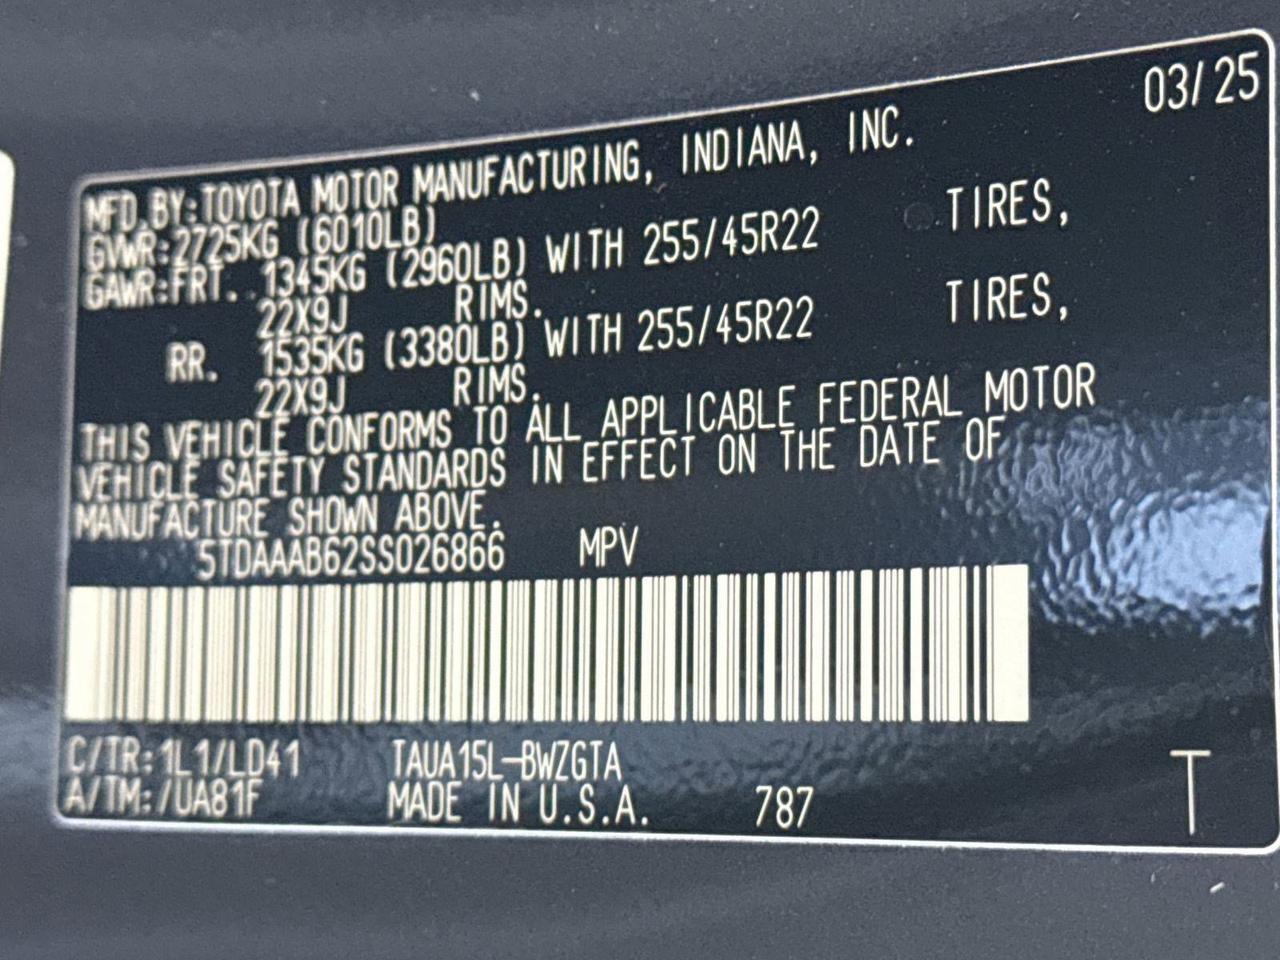 03/25
MFD.BY:TOYOTA MOTOR MANUFACTURING, INDIANA, INC.
GVWR:2725KG (6010LB)
GAWR:FRT. 1345KG (2960LB) WITH 255/45R22 TIRES,
22X9J RIMS.
RR. 1535KG (3380LB) WITH 255/45R22 TIRES,
22X9J RIMS.
THIS VEHICLE CONFORMS TO ALL APPLICABLE FEDERAL MOTOR
VEHICLE SAFETY STANDARDS IN EFFECT ON THE DATE OF
MANUFACTURE SHOWN ABOVE.
5TDAAAB62SS026866 MPV
C/TR:1L1/LD41 TAUA15L-BWZGTA
A/TM:/UA81F MADE IN U.S.A. 787 T